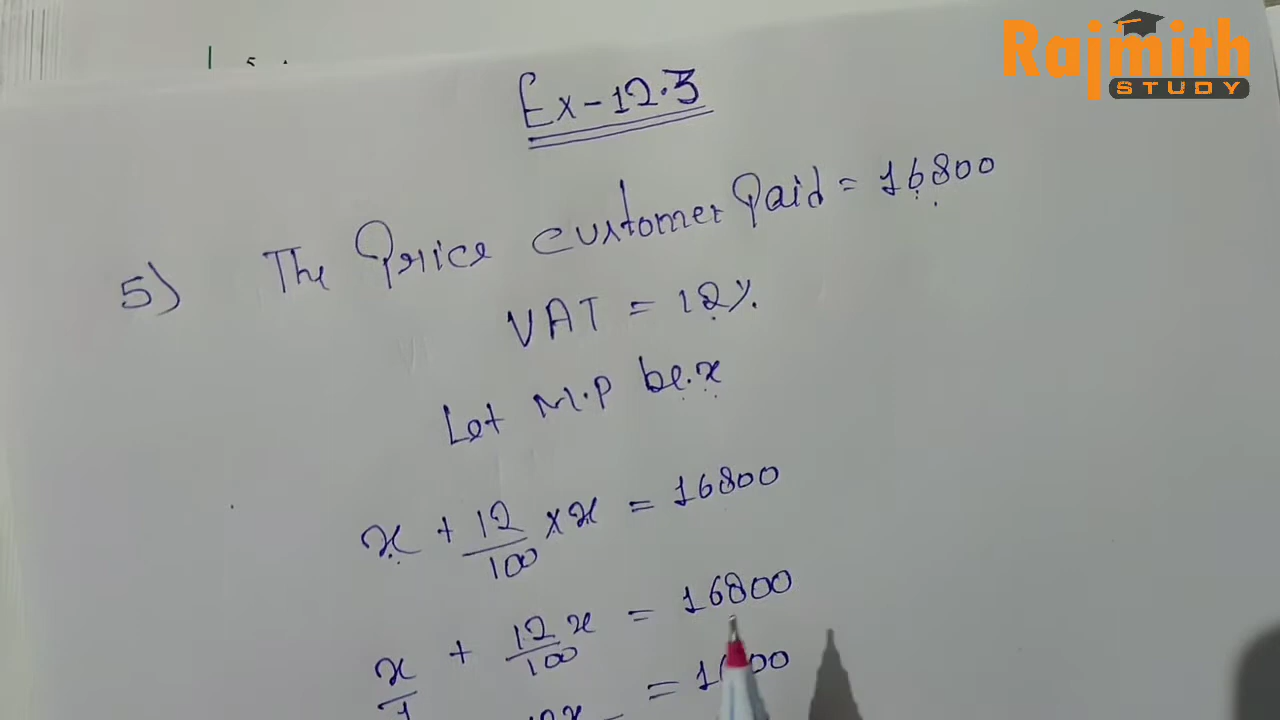 Rajmith
STUDY
Ex-12.3
5) The Price customer Paid = 16800
VAT = 12%
Let M.P be.x
x + 12/100 × x = 16800
x/1 + 12/100 x = 16800